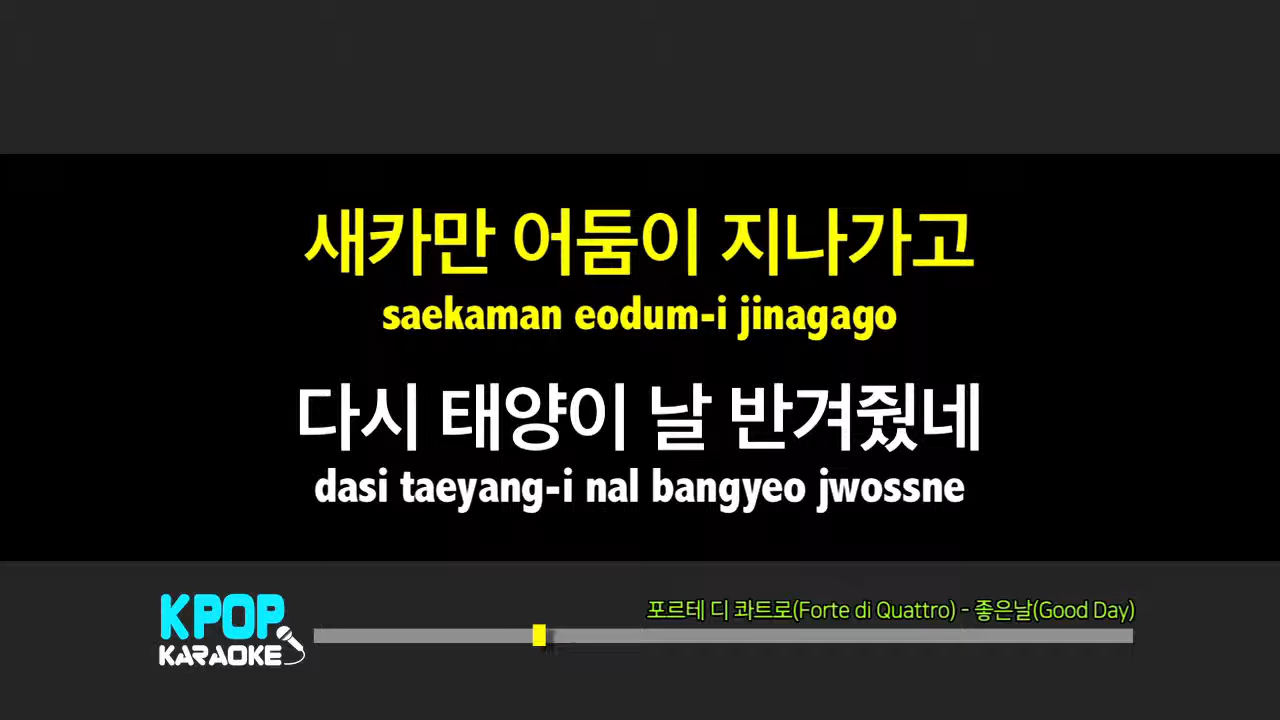 새카만 어둠이 지나가고
saekaman eodum-i jinagago
다시 태양이 날 반겨줬네
dasi taeyang-i nal bangyeo jwossne
포르테 디 콰트로(Forte di Quattro) - 좋은날(Good Day)
KPOP
KARAOKE